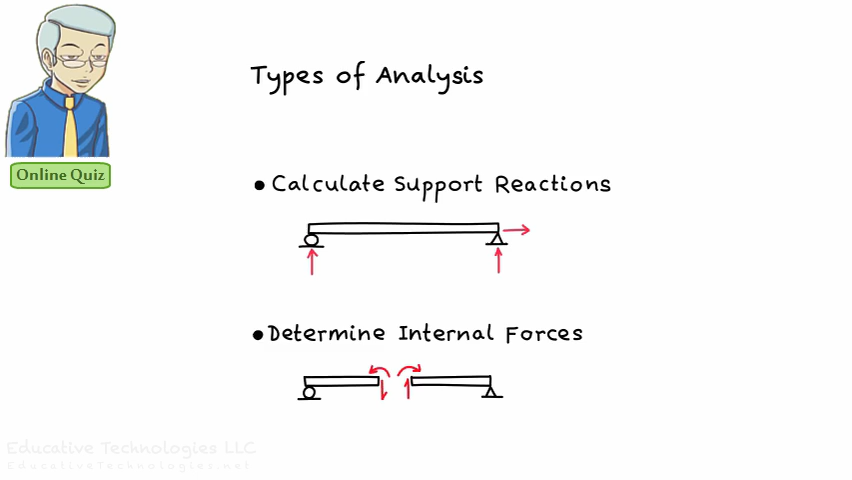 Types of Analysis
Online Quiz
• Calculate Support Reactions
• Determine Internal Forces
Educative Technologies LLC
EducativeTechnologies.net